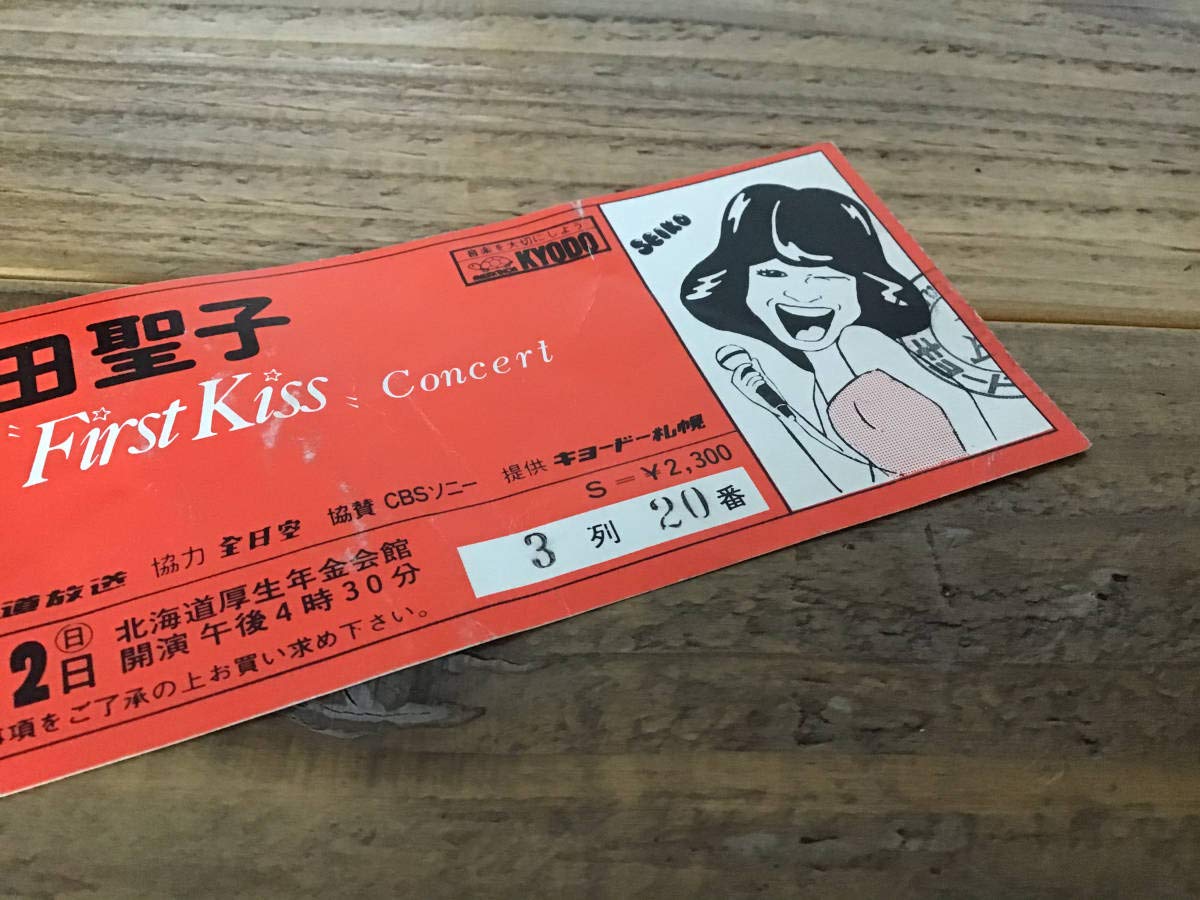 音楽を大切にしよう
KYODO
SEIKO
田聖子
First Kiss Concert
道放送 協力 全日空 協賛 CBSソニー 提供 キョードー札幌
S=￥2,300
3列 20番
2日㊐ 北海道厚生年金会館
開演 午後4時30分
事項をご了承の上お買い求め下さい。